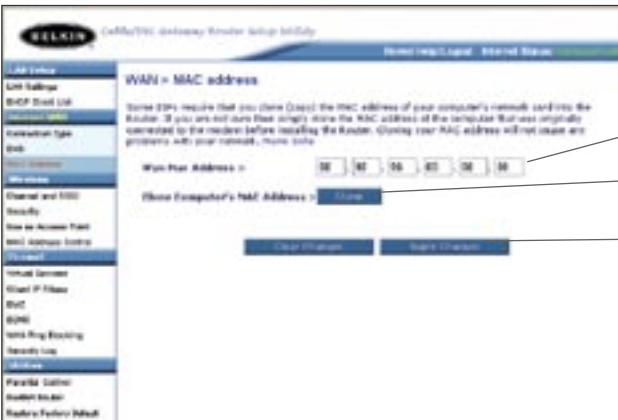 BELKIN
Cable/DSL Gateway Router Setup Utility
Home|Help|Logout Internet Status:
LAN Setup
LAN Settings
DHCP Client List
Internet WAN
Connection Type
DNS
MAC Address
Wireless
Channel and SSID
Security
Use as Access Point
MAC Address Control
Firewall
Virtual Servers
Client IP Filters
DMZ
DDNS
WAN Ping Blocking
Security Log
Utilities
Parental Control
Restart Router
Restore Factory Default
WAN > MAC address
Some ISPs require that you clone (copy) the MAC address of your computer's network card into the
Router. If you are not sure then simply clone the MAC address of the computer that was originally
connected to the modem before installing the Router. Cloning your MAC address will not cause any
problems with your network. More Info
Wan Mac Address >
Clone Computer's MAC Address > Clone
Clear Changes Apply Changes